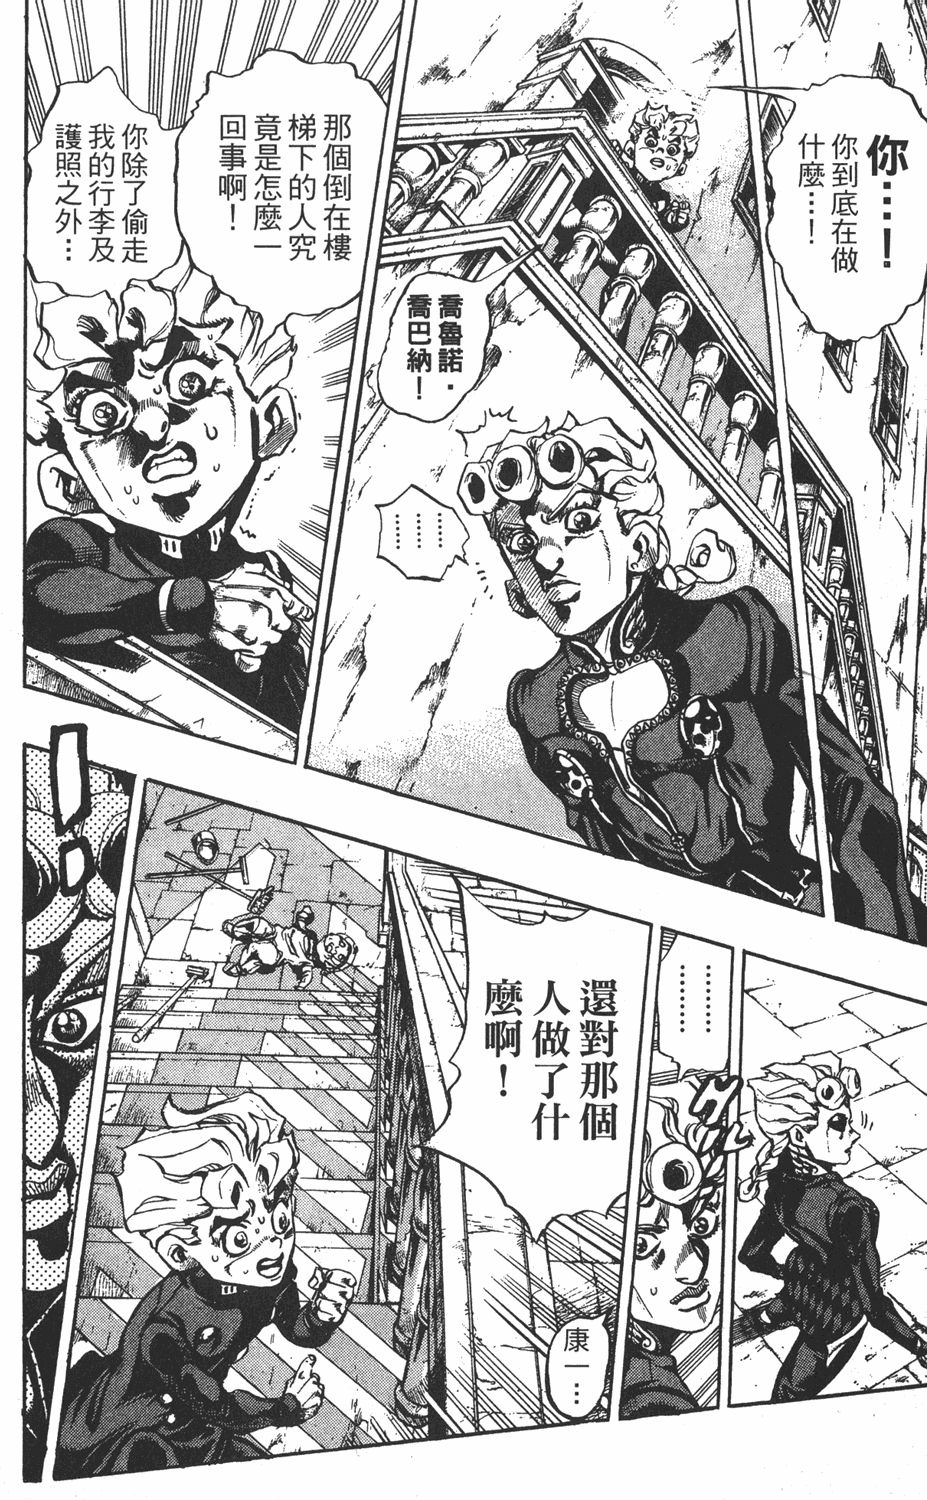 你…！
你到底在做
什麼…！
喬魯諾．
喬巴納！
…………
那個倒在樓
梯下的人究
竟是怎麼一
回事啊！
你除了偷走
我的行李及
護照之外…
…………
クルッ
康一…
還對那個
人做了什
麼啊！
！